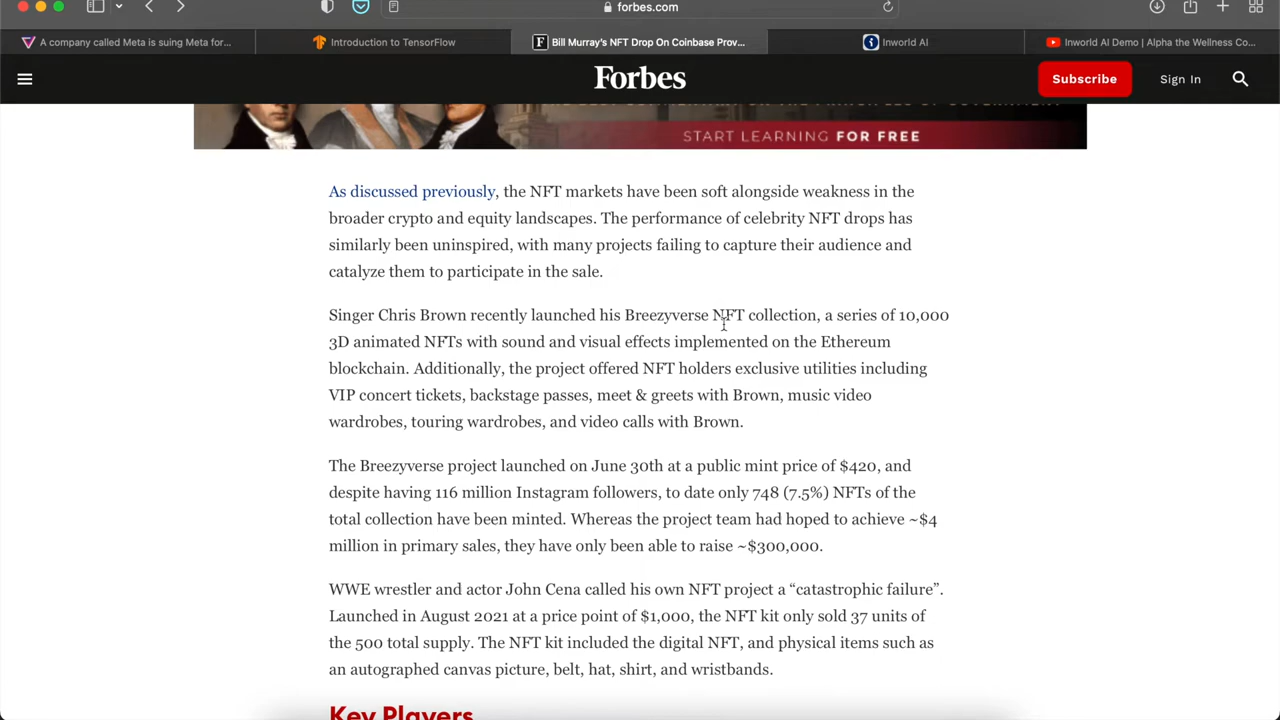 forbes.com
A company called Meta is suing Meta for...
Introduction to TensorFlow
Bill Murray's NFT Drop On Coinbase Prov...
Inworld AI
Inworld AI Demo | Alpha the Wellness Co...
Forbes
Subscribe
Sign In
START LEARNING FOR FREE
As discussed previously, the NFT markets have been soft alongside weakness in the
broader crypto and equity landscapes. The performance of celebrity NFT drops has
similarly been uninspired, with many projects failing to capture their audience and
catalyze them to participate in the sale.
Singer Chris Brown recently launched his Breezyverse NFT collection, a series of 10,000
3D animated NFTs with sound and visual effects implemented on the Ethereum
blockchain. Additionally, the project offered NFT holders exclusive utilities including
VIP concert tickets, backstage passes, meet & greets with Brown, music video
wardrobes, touring wardrobes, and video calls with Brown.
The Breezyverse project launched on June 30th at a public mint price of $420, and
despite having 116 million Instagram followers, to date only 748 (7.5%) NFTs of the
total collection have been minted. Whereas the project team had hoped to achieve ~$4
million in primary sales, they have only been able to raise ~$300,000.
WWE wrestler and actor John Cena called his own NFT project a “catastrophic failure”.
Launched in August 2021 at a price point of $1,000, the NFT kit only sold 37 units of
the 500 total supply. The NFT kit included the digital NFT, and physical items such as
an autographed canvas picture, belt, hat, shirt, and wristbands.
Key Players